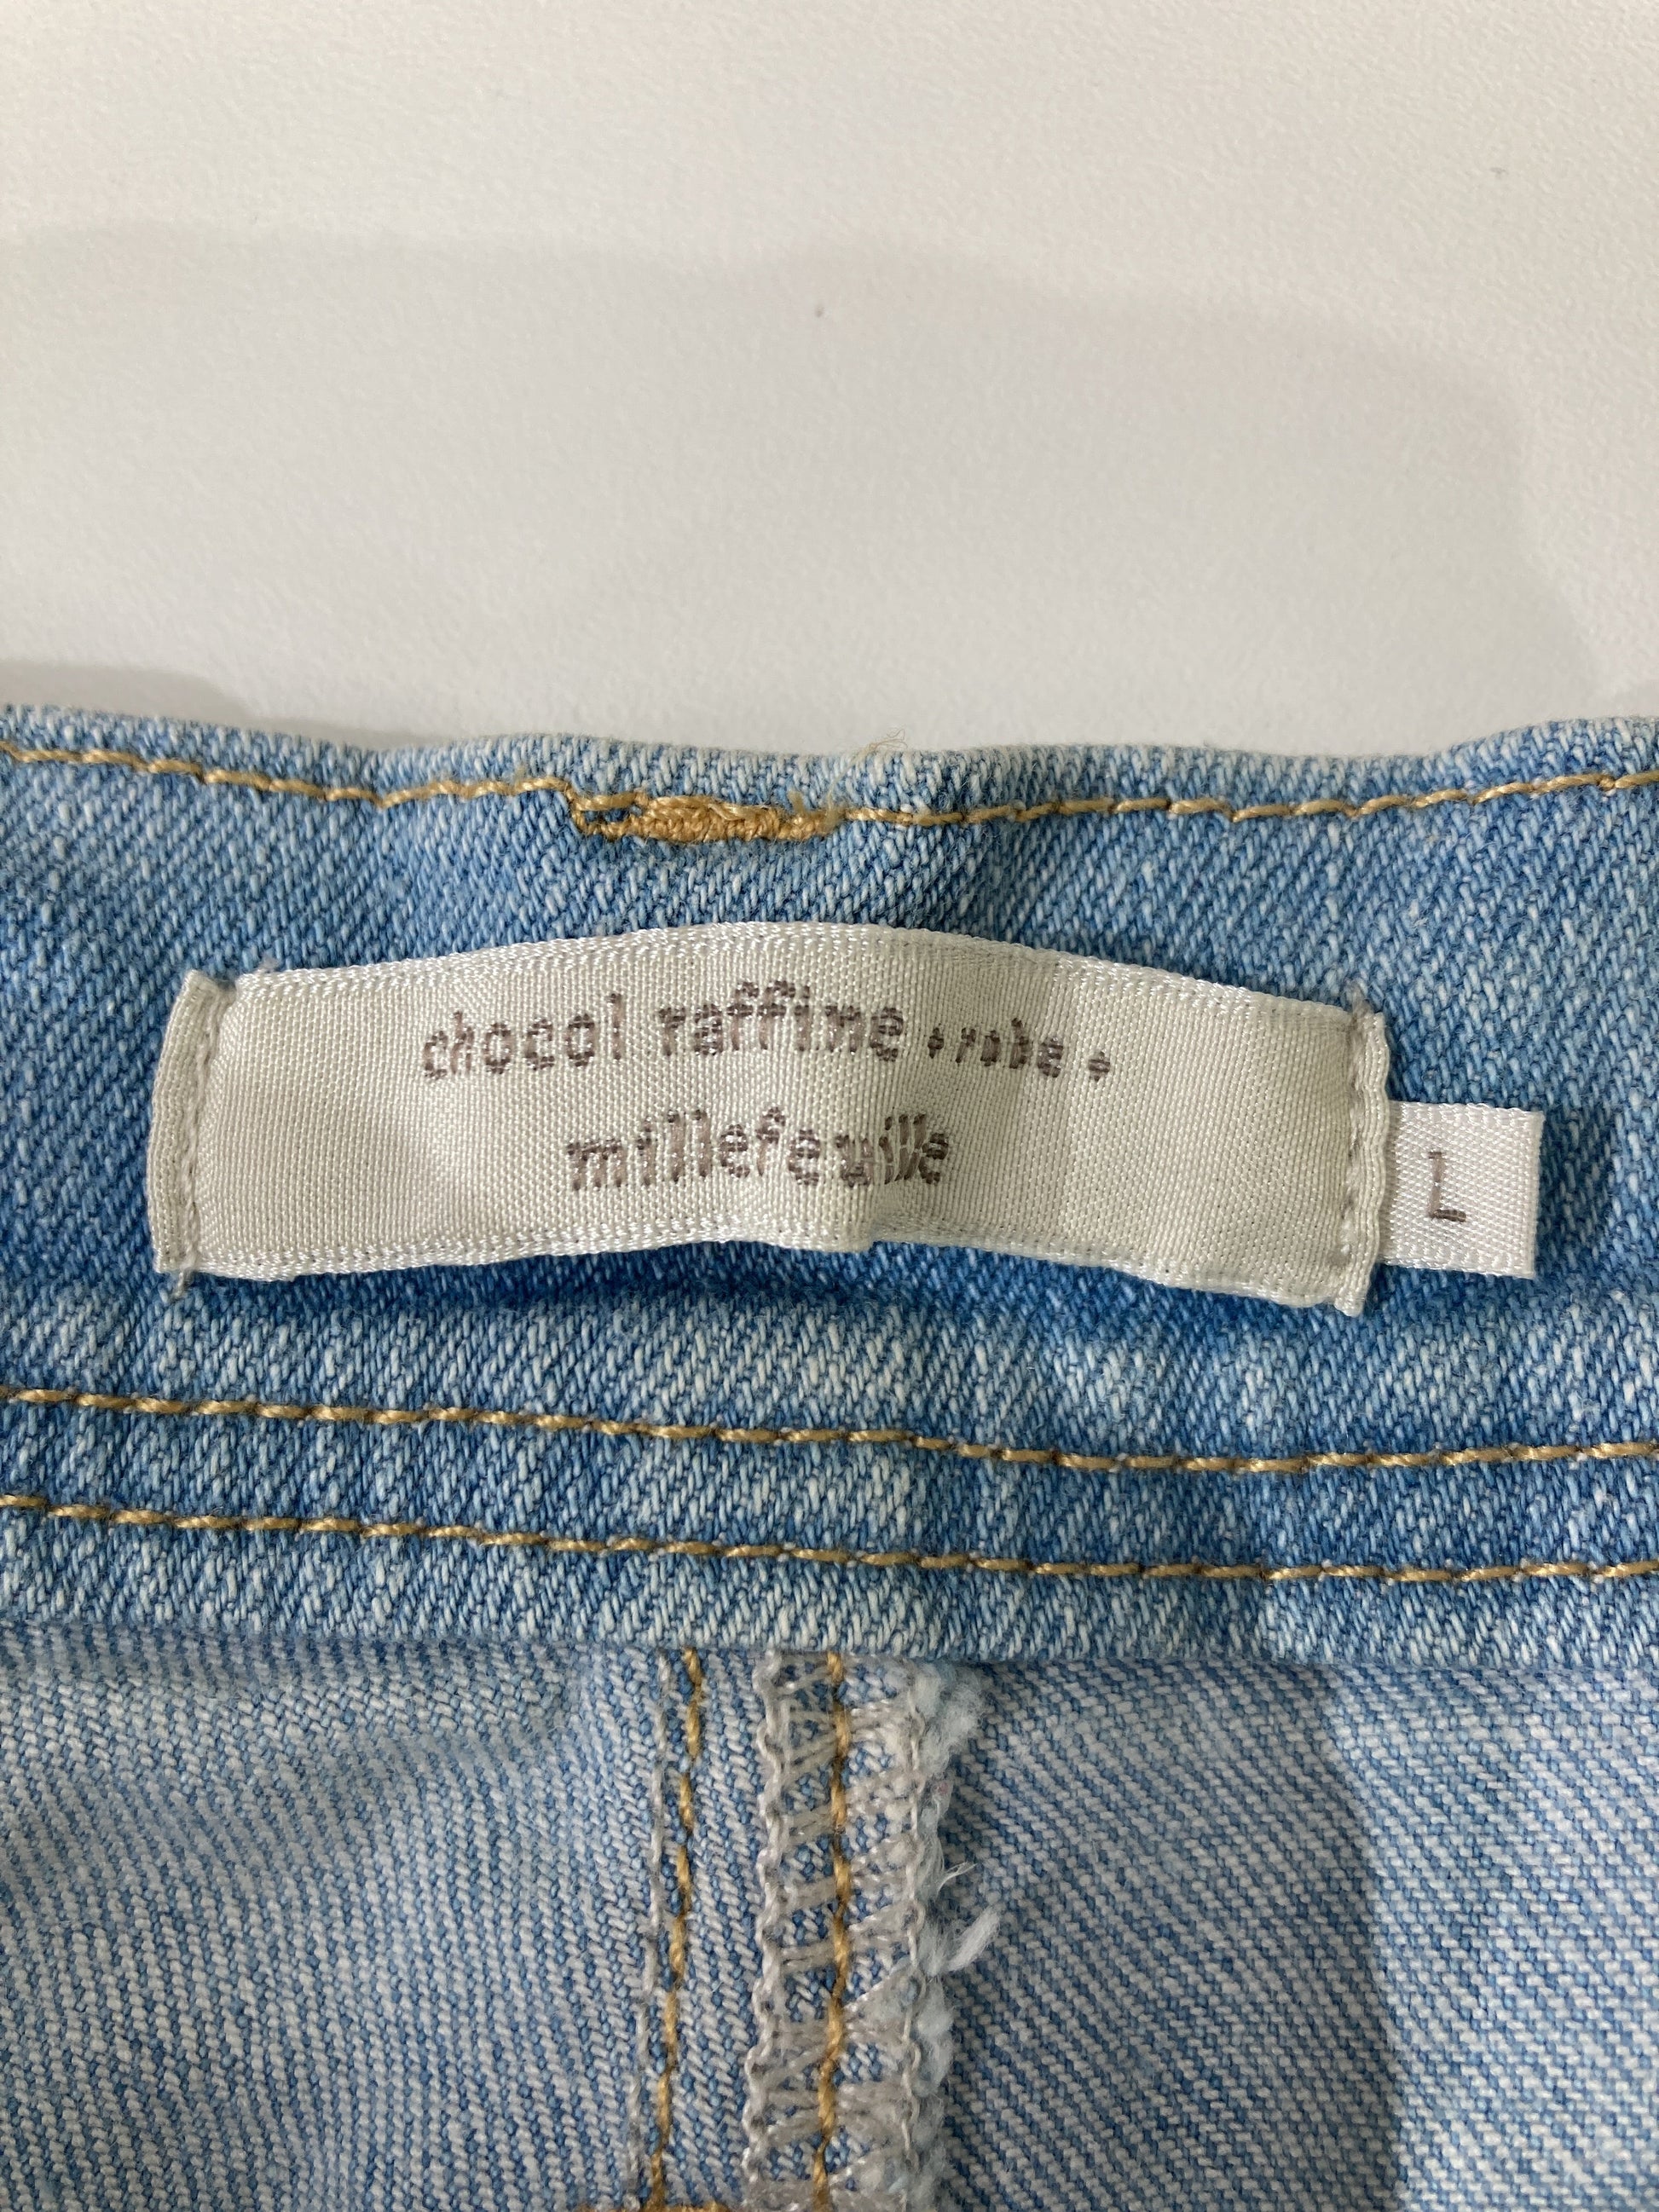 chocol raffine ♦ robe ♦
millefeuille
L